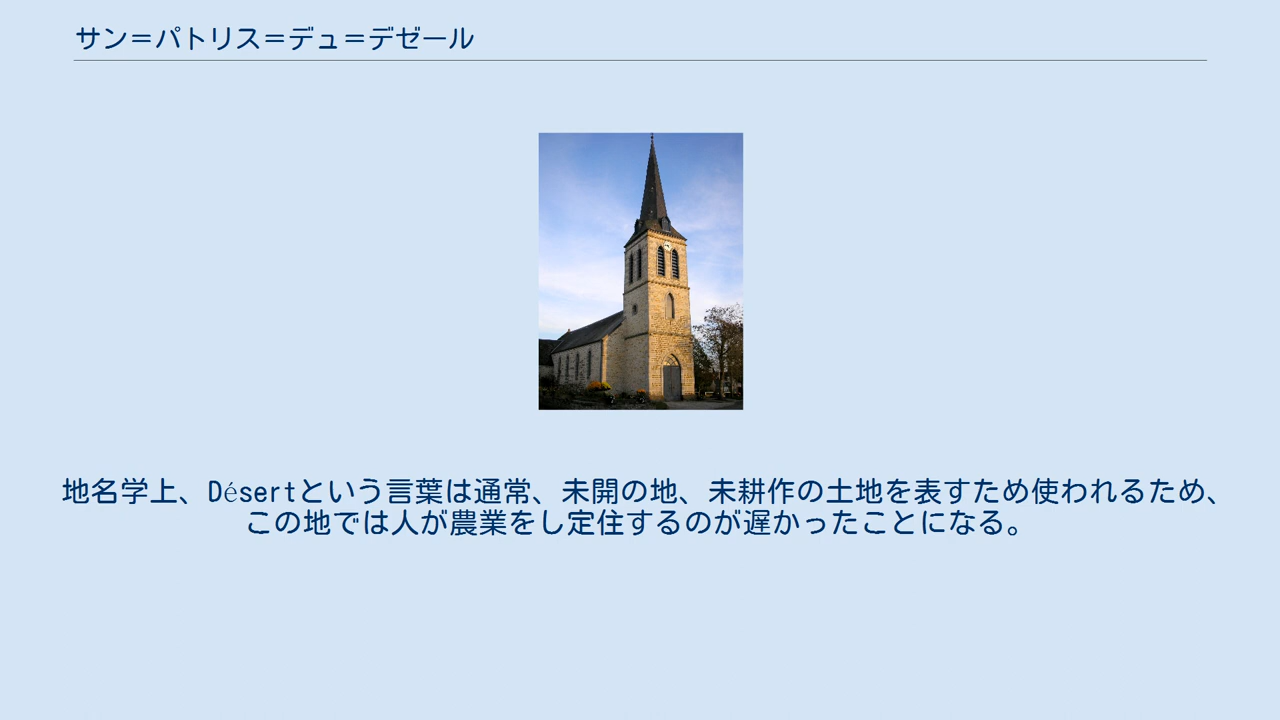 サン＝パトリス＝デュ＝デゼール
地名学上、Désertという言葉は通常、未開の地、未耕作の土地を表すため使われるため、
この地では人が農業をし定住するのが遅かったことになる。